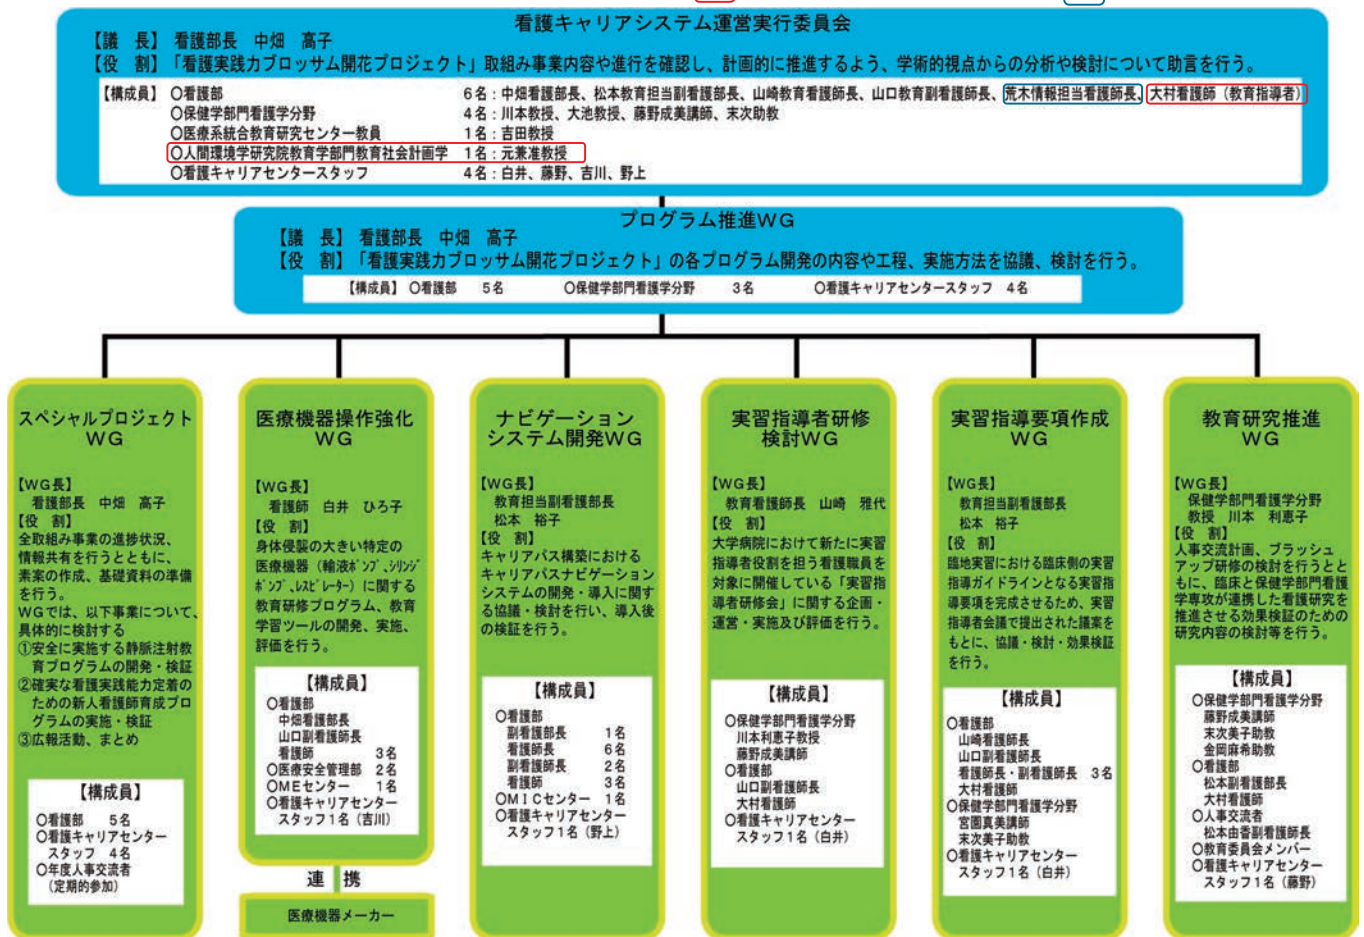 看護キャリアシステム運営実行委員会
【議　長】 看護部長　中畑　高子
【役　割】「看護実践力ブロッサム開花プロジェクト」取組み事業内容や進行を確認し、計画的に推進するよう、学術的視点からの分析や検討について助言を行う。
【構成員】 〇看護部　6名：中畑看護部長、松本教育担当副看護部長、山崎教育看護師長、山口教育副看護師長、荒木情報担当看護師長、大村看護師（教育指導者）
〇保健学部門看護学分野　4名：川本教授、大池教授、藤野成美講師、末次助教
〇医療系統合教育研究センター教員　1名：吉田教授
〇人間環境学研究院教育学部門教育社会計画学　1名：元兼准教授
〇看護キャリアセンタースタッフ　4名：白井、藤野、吉川、野上
プログラム推進WG
【議　長】 看護部長　中畑　高子
【役　割】「看護実践力ブロッサム開花プロジェクト」の各プログラム開発の内容や工程、実施方法を協議、検討を行う。
【構成員】 〇看護部　5名　〇保健学部門看護学分野　3名　〇看護キャリアセンタースタッフ　4名
スペシャルプロジェクト
WG
【WG長】
看護部長　中畑　高子
【役　割】
全取組み事業の進捗状況、
情報共有を行うとともに、
素案の作成、基礎資料の準備
を行う。
WGでは、以下事業について、
具体的に検討する
①安全に実施する静脈注射教
育プログラムの開発・検証
②確実な看護実践能力定着の
ための新人看護師育成プロ
グラムの実施・検証
③広報活動、まとめ
【構成員】
〇看護部　5名
〇看護キャリアセンター
スタッフ　4名
〇年度人事交流者
（定期的参加）
医療機器操作強化
WG
【WG長】
看護師　白井　ひろ子
【役　割】
身体侵襲の大きい特定の
医療機器（輸液ﾎﾟﾝﾌﾟ、ｼﾘﾝｼﾞ
ﾎﾟﾝﾌﾟ、ﾚｽﾋﾟﾚｰﾀｰ）に関する
教育研修プログラム、教育
学習ツールの開発、実施、
評価を行う。
【構成員】
〇看護部
中畑看護部長
山口副看護師長
看護師　3名
〇医療安全管理部　2名
〇MEセンター　1名
〇看護キャリアセンター
スタッフ1名（吉川）
連　携
医療機器メーカー
ナビゲーション
システム開発WG
【WG長】
教育担当副看護部長
松本　裕子
【役　割】
キャリアパス構築における
キャリアパスナビゲーション
システムの開発・導入に関す
る協議・検討を行い、導入後
の検証を行う。
【構成員】
〇看護部
副看護部長　1名
看護師長　6名
副看護師長　2名
看護師　3名
〇MICセンター　1名
〇看護キャリアセンター
スタッフ1名（野上）
実習指導者研修
検討WG
【WG長】
教育看護師長　山崎　雅代
【役　割】
大学病院において新たに実習
指導者役割を担う看護職員を
対象に開催している「実習指
導者研修会」に関する企画・
運営・実施及び評価を行う。
【構成員】
〇保健学部門看護学分野
川本利恵子教授
藤野成美講師
〇看護部
山口副看護師長
大村看護師
〇看護キャリアセンター
スタッフ1名（白井）
実習指導要項作成
WG
【WG長】
教育担当副看護部長
松本　裕子
【役　割】
臨地実習における臨床側の実習
指導ガイドラインとなる実習指
導要項を完成させるため、実習
指導者会議で提出された議案を
もとに、協議・検討・効果検証
を行う。
【構成員】
〇看護部
山崎看護師長
山口副看護師長
看護師長・副看護師長　3名
大村看護師
〇保健学部門看護学分野
宮園真美講師
末次美子助教
〇看護キャリアセンター
スタッフ1名（白井）
教育研究推進
WG
【WG長】
保健学部門看護学分野
教授　川本　利恵子
【役　割】
人事交流計画、ブラッシュ
アップ研修の検討を行うとと
もに、臨床と保健学部門看護
学専攻が連携した看護研究を
推進させる効果検証のための
研究内容の検討等を行う。
【構成員】
〇保健学部門看護学分野
藤野成美講師
末次美子助教
金岡麻希助教
〇看護部
松本副看護部長
大村看護師
〇人事交流者
松本由香副看護師長
〇教育委員会メンバー
〇看護キャリアセンター
スタッフ1名（藤野）